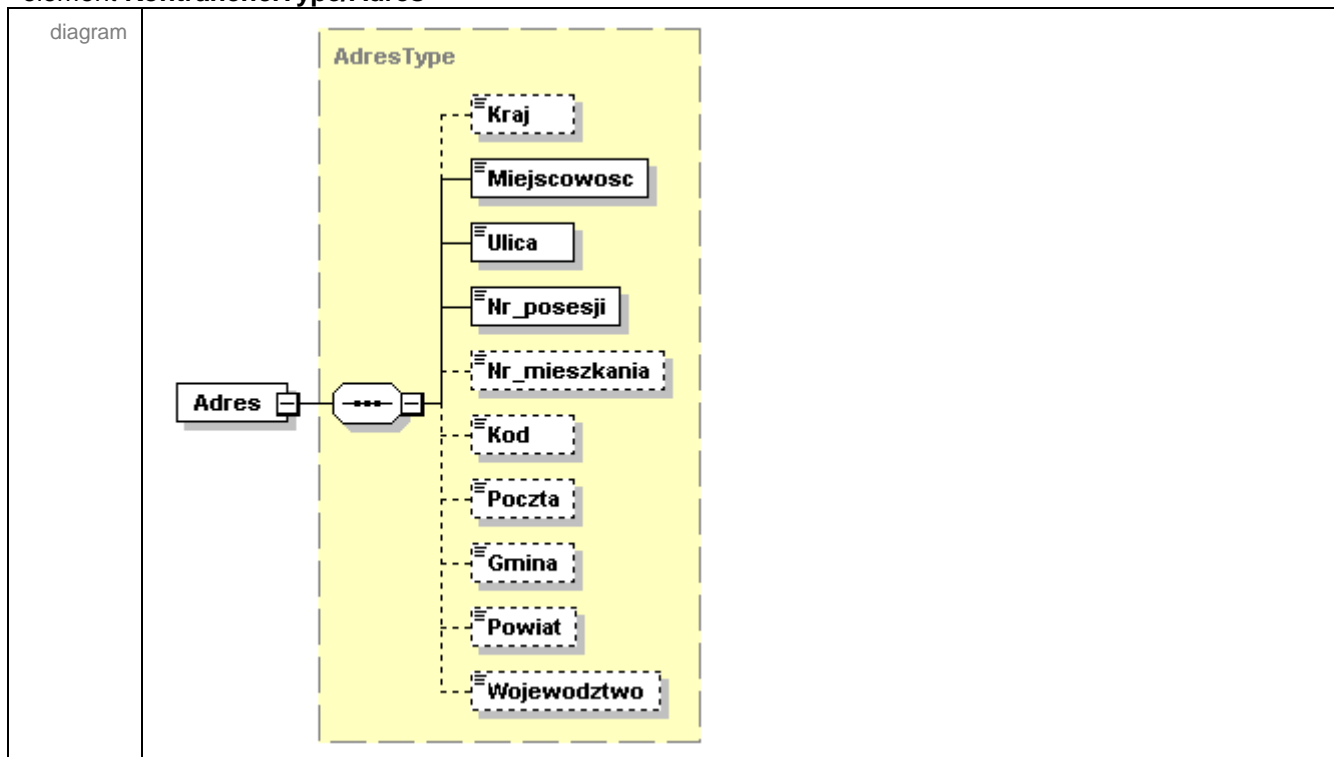 diagram
AdresType
Kraj
Miejscowosc
Ulica
Nr_posesji
Nr_mieszkania
Adres
Kod
Poczta
Gmina
Powiat
Wojewodztwo